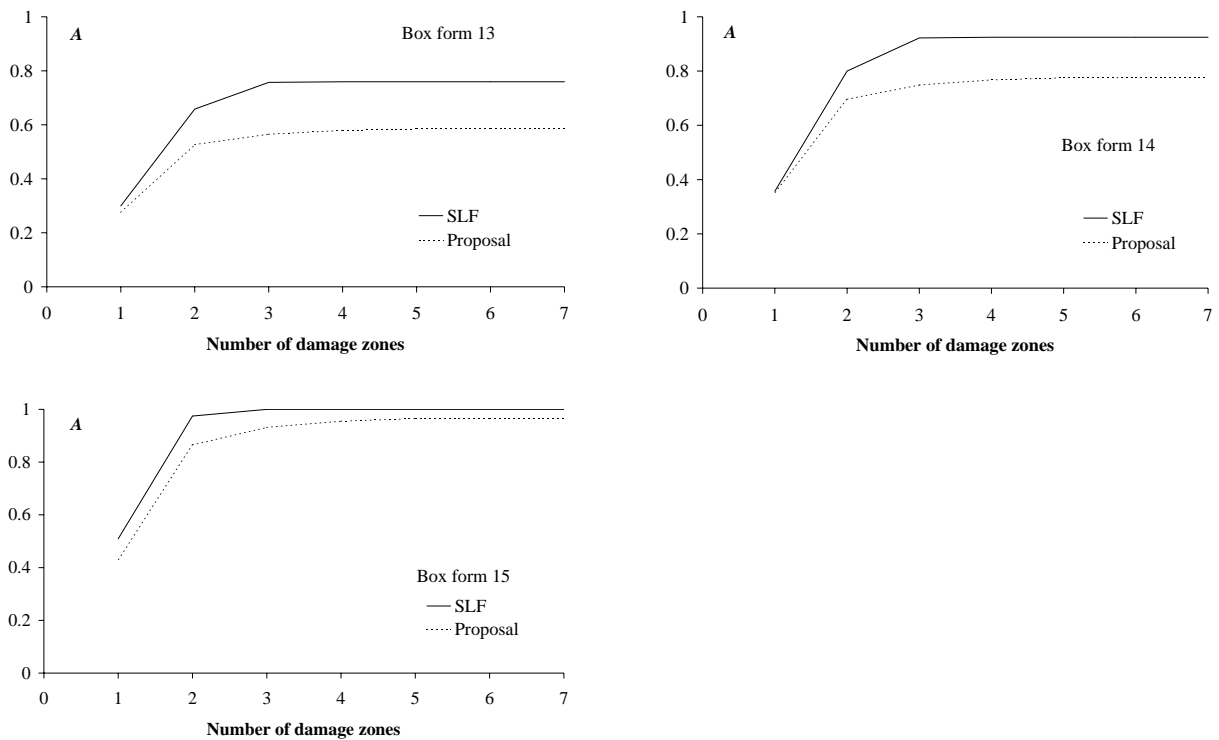 1
A
Box form 13
0.8
0.6
0.4
SLF
0.2
Proposal
0
0 1 2 3 4 5 6 7
Number of damage zones
1
A
0.8
0.6
Box form 14
0.4
SLF
0.2
Proposal
0
0 1 2 3 4 5 6 7
Number of damage zones
1
A
0.8
0.6
0.4
Box form 15
SLF
0.2
Proposal
0
0 1 2 3 4 5 6 7
Number of damage zones